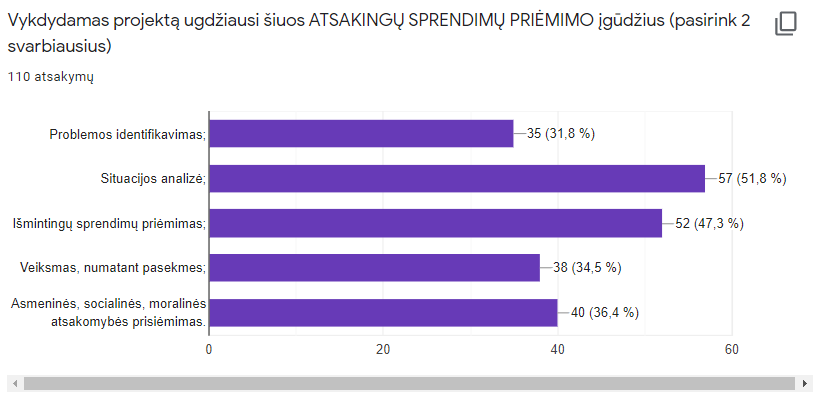 Vykdydamas projektą ugdžiausi šiuos ATSAKINGŲ SPRENDIMŲ PRIĖMIMO įgūdžius (pasirink 2
svarbiausius)
110 atsakymų
Problemos identifikavimas;
35 (31,8 %)
Situacijos analizė;
57 (51,8 %)
Išmintingų sprendimų priėmimas;
52 (47,3 %)
Veiksmas, numatant pasekmes;
38 (34,5 %)
Asmeninės, socialinės, moralinės
atsakomybės prisiėmimas.
40 (36,4 %)
0 20 40 60